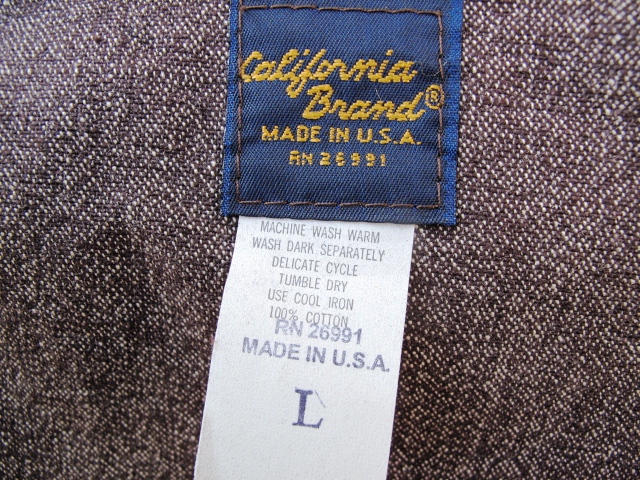 California
Brand®
MADE IN U.S.A.
RN 26991
MACHINE WASH WARM
WASH DARK SEPARATELY
DELICATE CYCLE
TUMBLE DRY
USE COOL IRON
100% COTTON
RN 26991
MADE IN U.S.A.
L